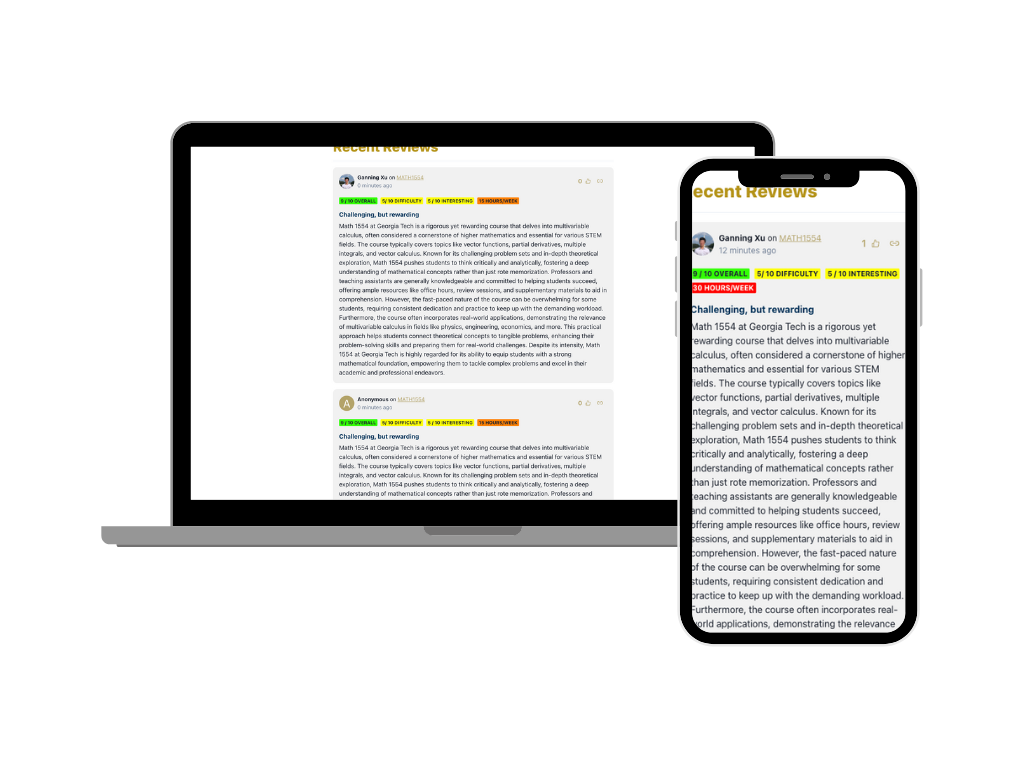 Recent Reviews
Ganning Xu on MATH1554
0 minutes ago
0
9 / 10 OVERALL 5/ 10 DIFFICULTY 5 / 10 INTERESTING 15 HOURS/WEEK
Challenging, but rewarding
Math 1554 at Georgia Tech is a rigorous yet rewarding course that delves into multivariable
calculus, often considered a cornerstone of higher mathematics and essential for various STEM
fields. The course typically covers topics like vector functions, partial derivatives, multiple
integrals, and vector calculus. Known for its challenging problem sets and in-depth theoretical
exploration, Math 1554 pushes students to think critically and analytically, fostering a deep
understanding of mathematical concepts rather than just rote memorization. Professors and
teaching assistants are generally knowledgeable and committed to helping students succeed,
offering ample resources like office hours, review sessions, and supplementary materials to aid in
comprehension. However, the fast-paced nature of the course can be overwhelming for some
students, requiring consistent dedication and practice to keep up with the demanding workload.
Furthermore, the course often incorporates real-world applications, demonstrating the relevance
of multivariable calculus in fields like physics, engineering, economics, and more. This practical
approach helps students connect theoretical concepts to tangible problems, enhancing their
problem-solving skills and preparing them for real-world challenges. Despite its intensity, Math
1554 at Georgia Tech is highly regarded for its ability to equip students with a strong
mathematical foundation, empowering them to tackle complex problems and excel in their
academic and professional endeavors.
A
Anonymous on MATH1554
0 minutes ago
0
9 / 10 OVERALL 5/ 10 DIFFICULTY 5 / 10 INTERESTING 15 HOURS/WEEK
Challenging, but rewarding
Math 1554 at Georgia Tech is a rigorous yet rewarding course that delves into multivariable
calculus, often considered a cornerstone of higher mathematics and essential for various STEM
fields. The course typically covers topics like vector functions, partial derivatives, multiple
integrals, and vector calculus. Known for its challenging problem sets and in-depth theoretical
exploration, Math 1554 pushes students to think critically and analytically, fostering a deep
understanding of mathematical concepts rather than just rote memorization. Professors and
ecent Reviews
Ganning Xu on MATH1554
12 minutes ago
1
9 / 10 OVERALL 5/ 10 DIFFICULTY 5 / 10 INTERESTING
30 HOURS/WEEK
Challenging, but rewarding
Math 1554 at Georgia Tech is a rigorous yet
rewarding course that delves into multivariable
calculus, often considered a cornerstone of higher
mathematics and essential for various STEM
fields. The course typically covers topics like
vector functions, partial derivatives, multiple
integrals, and vector calculus. Known for its
challenging problem sets and in-depth theoretical
exploration, Math 1554 pushes students to think
critically and analytically, fostering a deep
understanding of mathematical concepts rather
than just rote memorization. Professors and
teaching assistants are generally knowledgeable
and committed to helping students succeed,
offering ample resources like office hours, review
sessions, and supplementary materials to aid in
comprehension. However, the fast-paced nature
of the course can be overwhelming for some
students, requiring consistent dedication and
practice to keep up with the demanding workload.
Furthermore, the course often incorporates real-
world applications, demonstrating the relevance